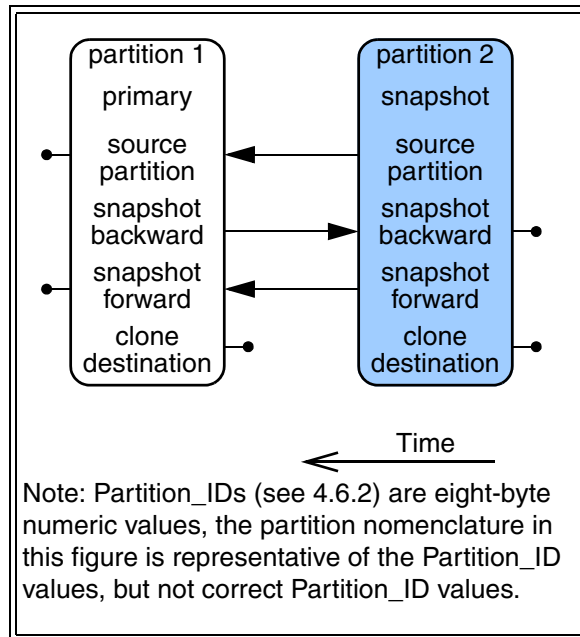 partition 1
primary
source
partition
snapshot
backward
snapshot
forward
clone
destination
partition 2
snapshot
source
partition
snapshot
backward
snapshot
forward
clone
destination
Time
Note: Partition_IDs (see 4.6.2) are eight-byte
numeric values, the partition nomenclature in
this figure is representative of the Partition_ID
values, but not correct Partition_ID values.